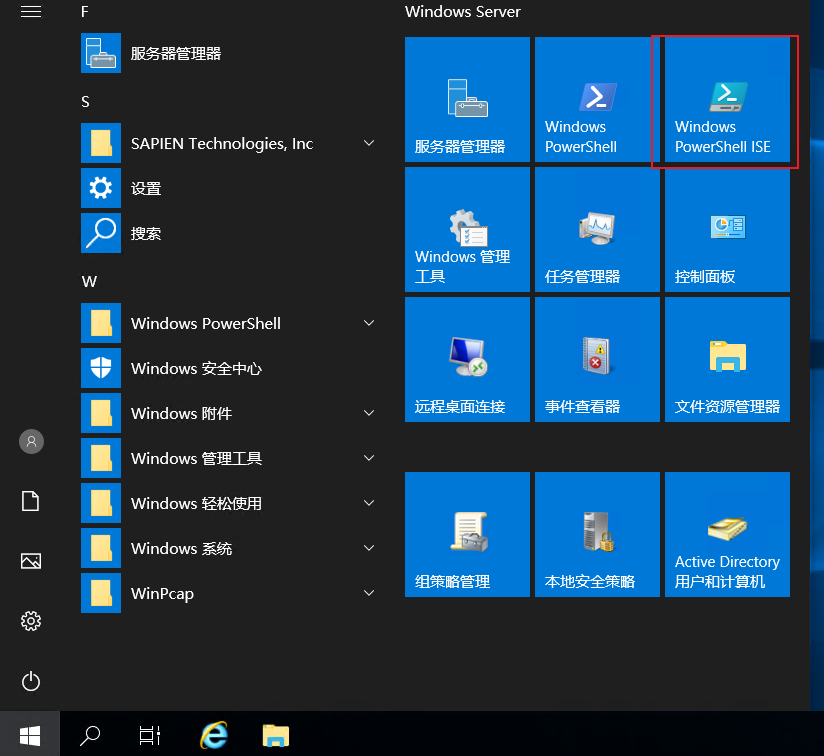 F
服务器管理器
S
SAPIEN Technologies, Inc
设置
搜索
W
Windows PowerShell
Windows 安全中心
Windows 附件
Windows 管理工具
Windows 轻松使用
Windows 系统
WinPcap
Windows Server
服务器管理器
Windows
PowerShell
Windows
PowerShell ISE
Windows 管理
工具
任务管理器
控制面板
远程桌面连接
事件查看器
文件资源管理器
组策略管理
本地安全策略
Active Directory
用户和计算机